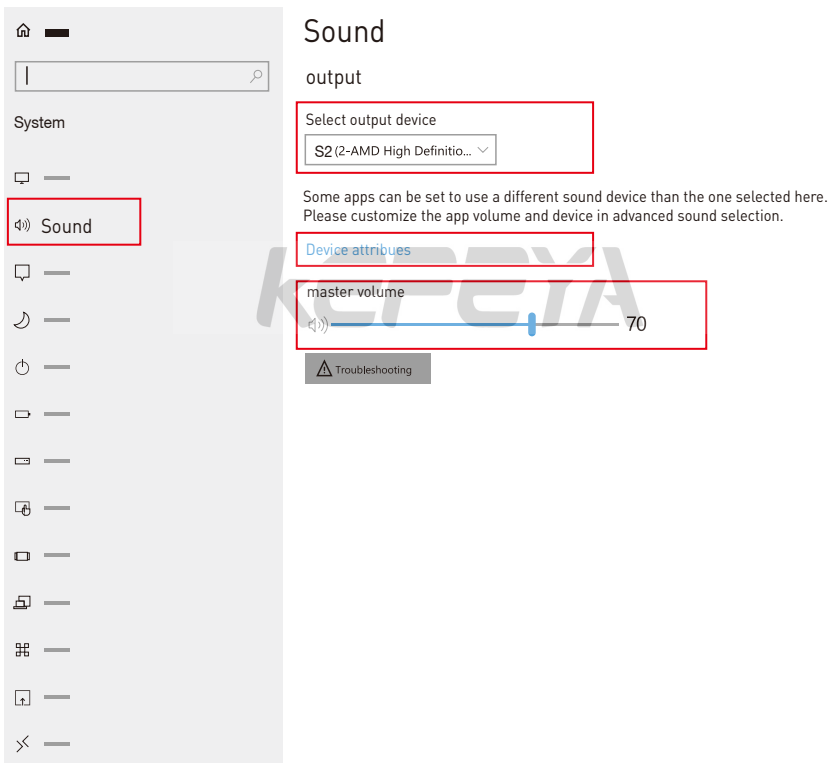 Sound
output
System
Select output device
S2 (2-AMD High Definitio...
Some apps can be set to use a different sound device than the one selected here.
Please customize the app volume and device in advanced sound selection.
Sound
Device attribues
KCPEYA
master volume
70
Troubleshooting